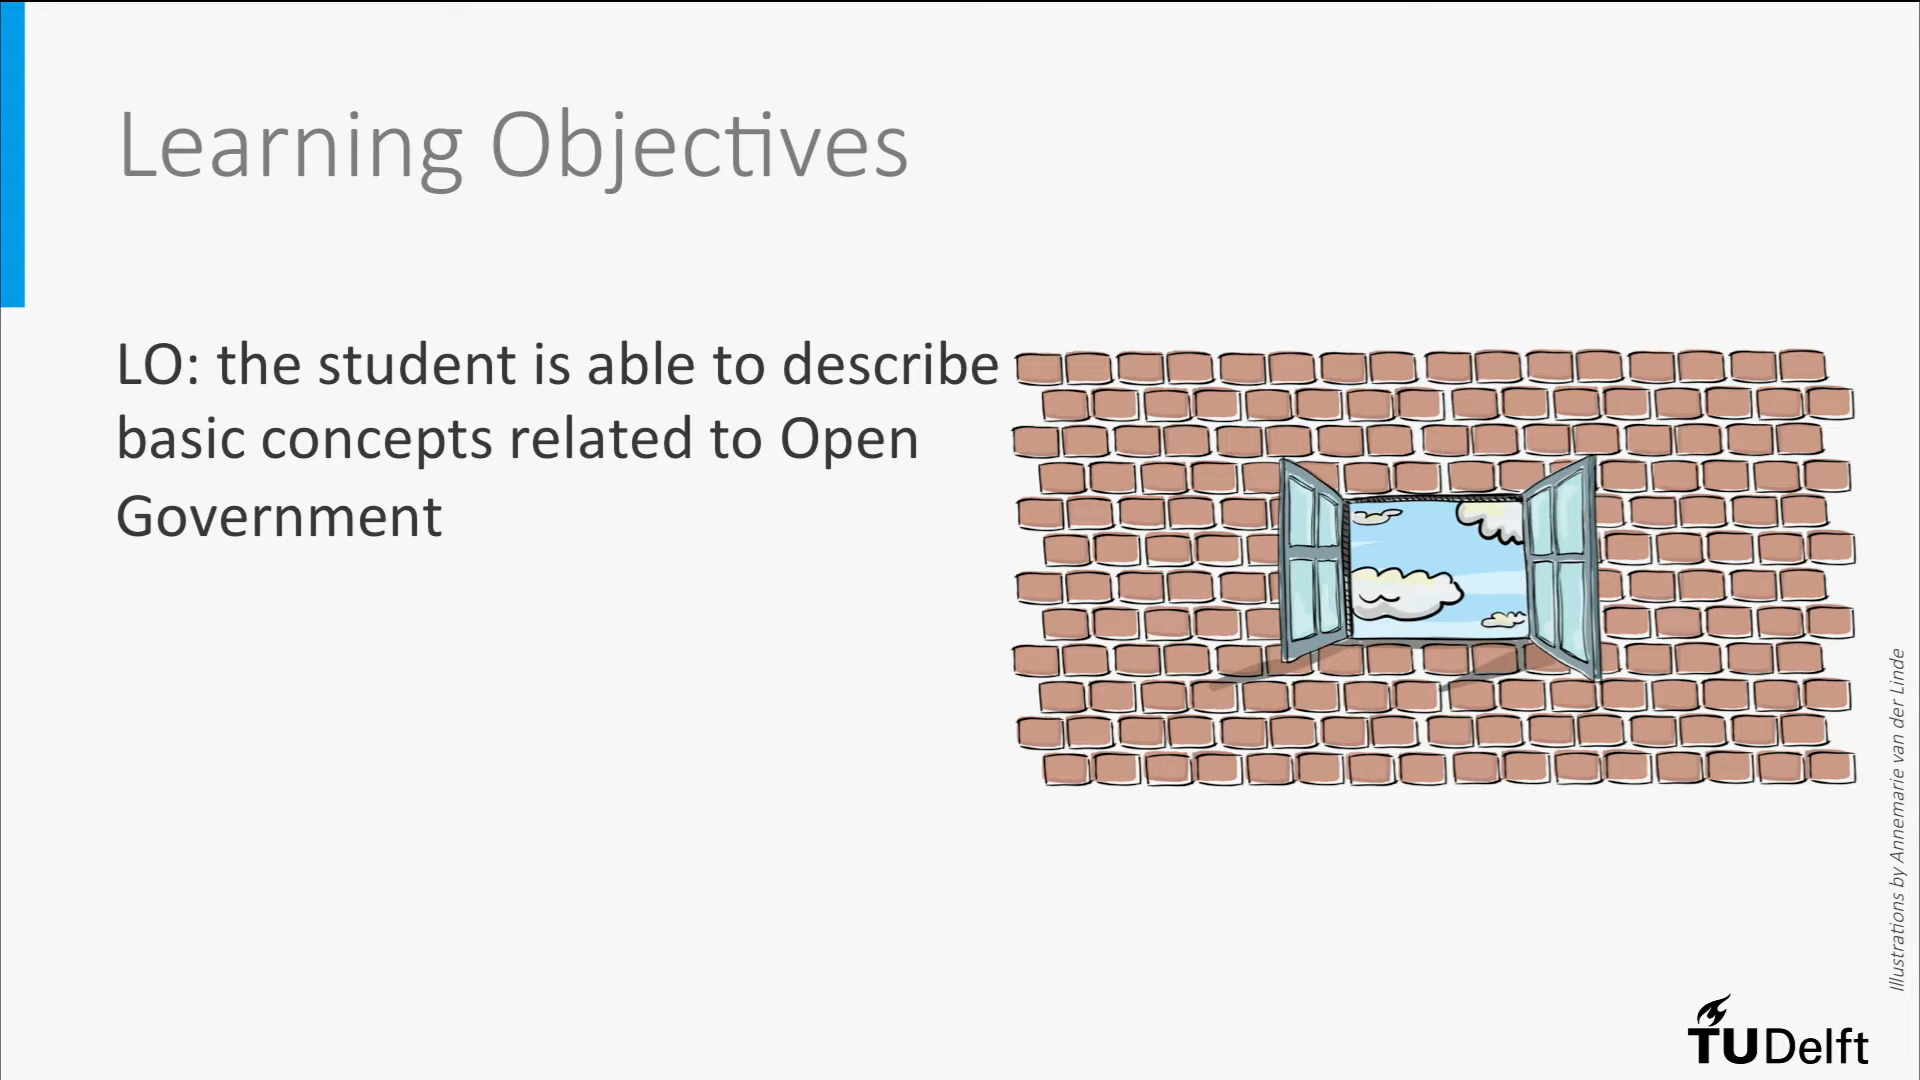 Learning Objectives
LO: the student is able to describe
basic concepts related to Open
Government
Illustrations by Annemarie van der Linde
TUDelft